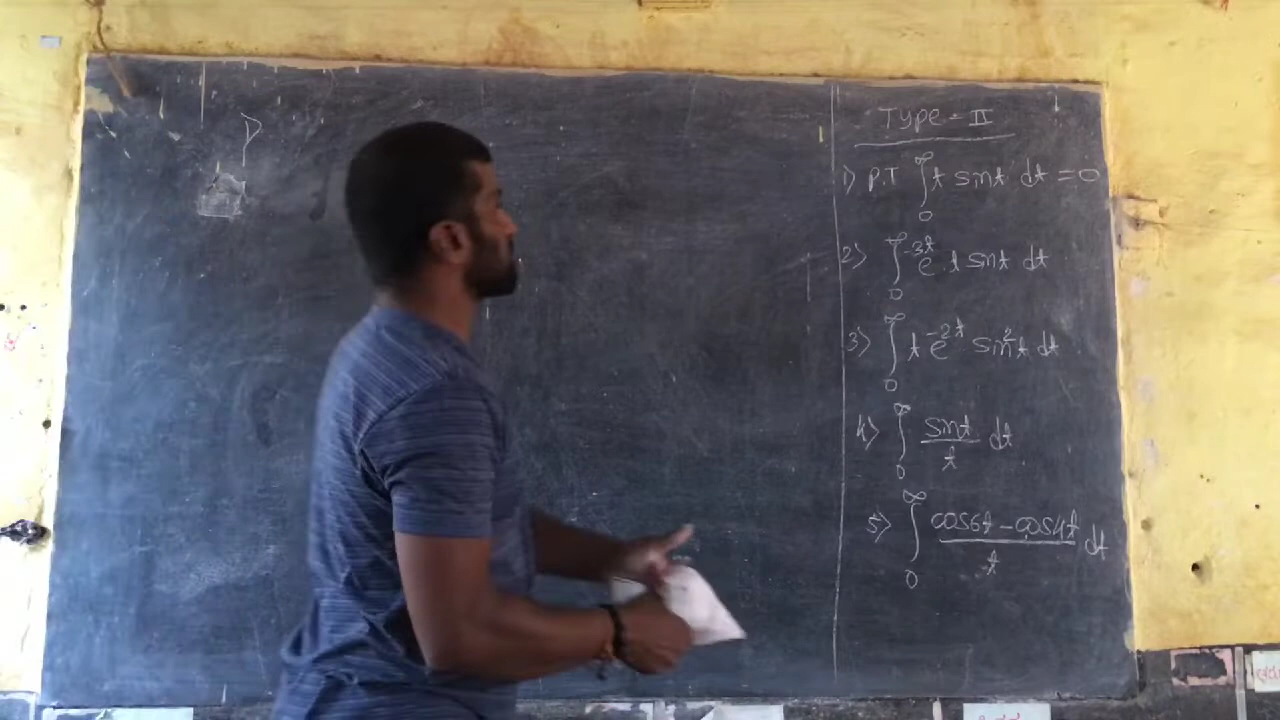 P
TYPE - II
1) P.T ∫₀^∞ t sint dt = 0
2) ∫₀^∞ e^{-3t} . t sint dt
3) ∫₀^∞ t e^{-2t} sin²t dt
4) ∫₀^∞ sint/t dt
5) ∫₀^∞ cos6t - cos4t/t dt